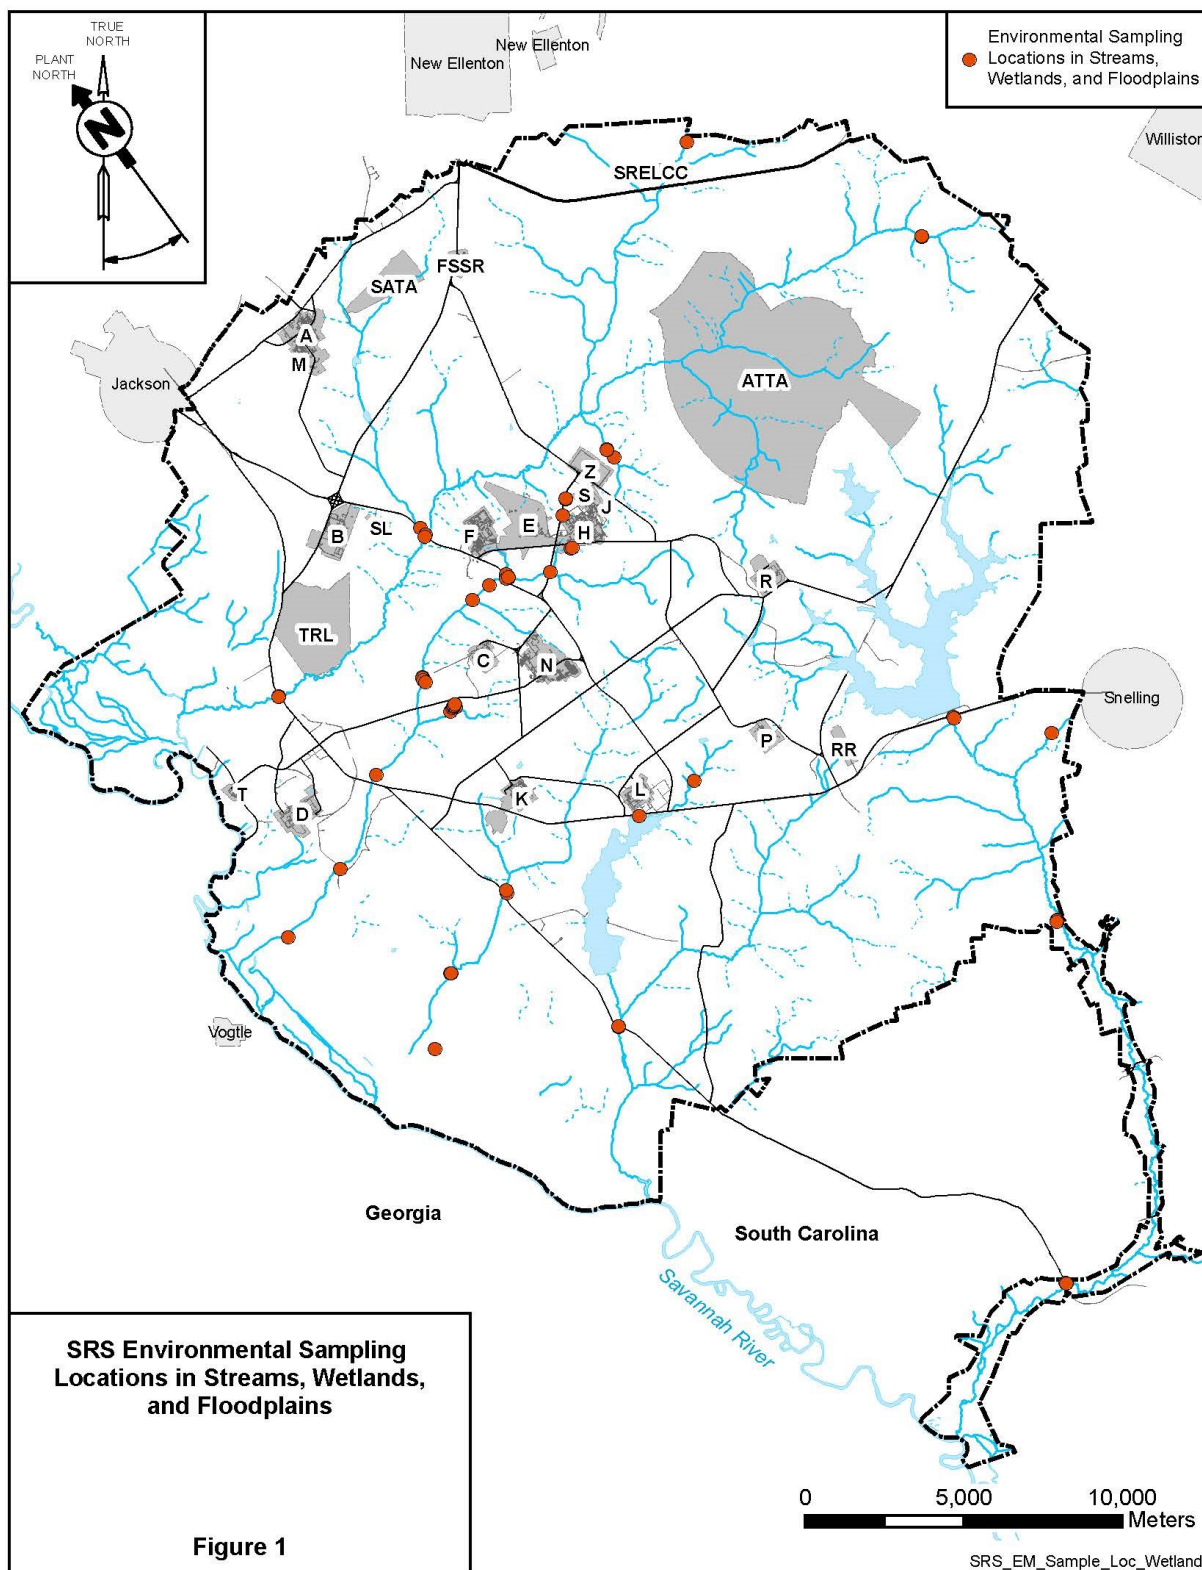 TRUE
NORTH
PLANT
NORTH
N
New Ellenton
New Ellenton
Environmental Sampling
Locations in Streams,
Wetlands, and Floodplains
Williston
SRELCC
FSSR
SATA
A
M
Jackson
ATTA
Z
S
J
E
F
H
B
SL
R
TRL
C
N
Snelling
P
RR
T
D
K
L
Vogtle
Georgia
South Carolina
Savannah River
SRS Environmental Sampling
Locations in Streams, Wetlands,
and Floodplains
Figure 1
0 5,000 10,000
Meters
SRS_EM_Sample_Loc_Wetland